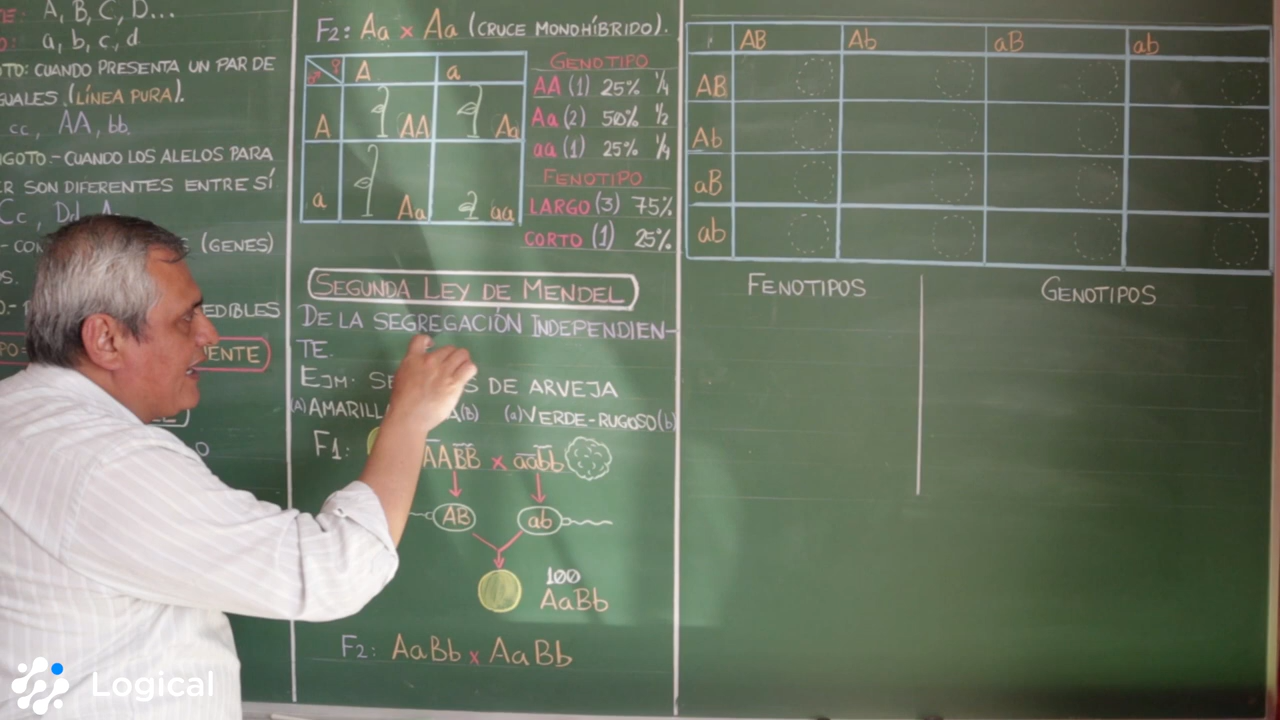 A, B, C, D...
a, b, c, d
CUANDO PRESENTA UN PAR DE
(LÍNEA PURA).
cc, AA, bb.
CUANDO LOS ALELOS PARA
SON DIFERENTES ENTRE SÍ
Cc, Dd,
(GENES)
F2: Aa x Aa (CRUCE MONOHÍBRIDO).
♂ ♀ A a
A AA Aa
a Aa aa
GENOTIPO
AA (1) 25% 1/4
Aa (2) 50% 1/2
aa (1) 25% 1/4
FENOTIPO
LARGO (3) 75%
CORTO (1) 25%
SEGUNDA LEY DE MENDEL
DE LA SEGREGACIÓN INDEPENDIEN-
TE.
EJM. DE ARVEJA
(A) (B) (a) VERDE-RUGOSO (b)
F1: AABB x aabb
AB ab
100
AaBb
F2: AaBb x AaBb
AB Ab aB ab
AB
Ab
aB
ab
FENOTIPOS GENOTIPOS
Logical